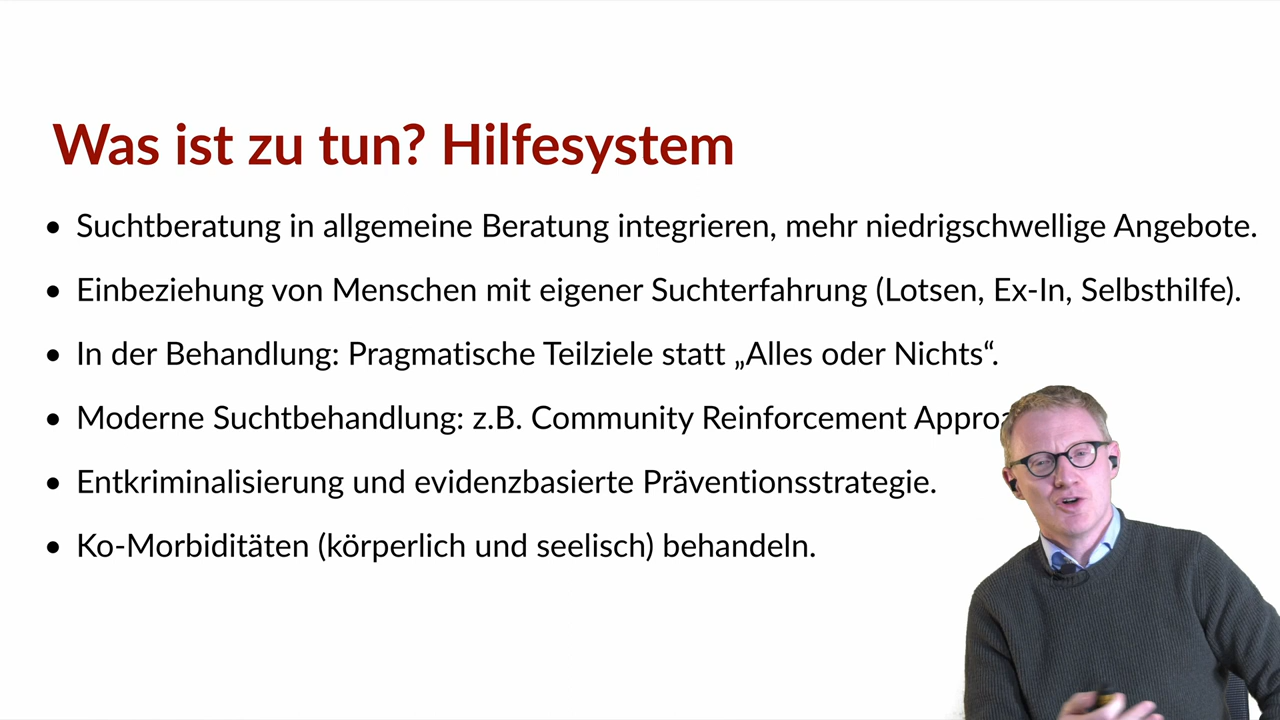 Was ist zu tun? Hilfesystem
• Suchtberatung in allgemeine Beratung integrieren, mehr niedrigschwellige Angebote.
• Einbeziehung von Menschen mit eigener Suchterfahrung (Lotsen, Ex-In, Selbsthilfe).
• In der Behandlung: Pragmatische Teilziele statt „Alles oder Nichts“.
• Moderne Suchtbehandlung: z.B. Community Reinforcement
• Entkriminalisierung und evidenzbasierte Präventionsstrategie.
• Ko-Morbiditäten (körperlich und seelisch) behandeln.